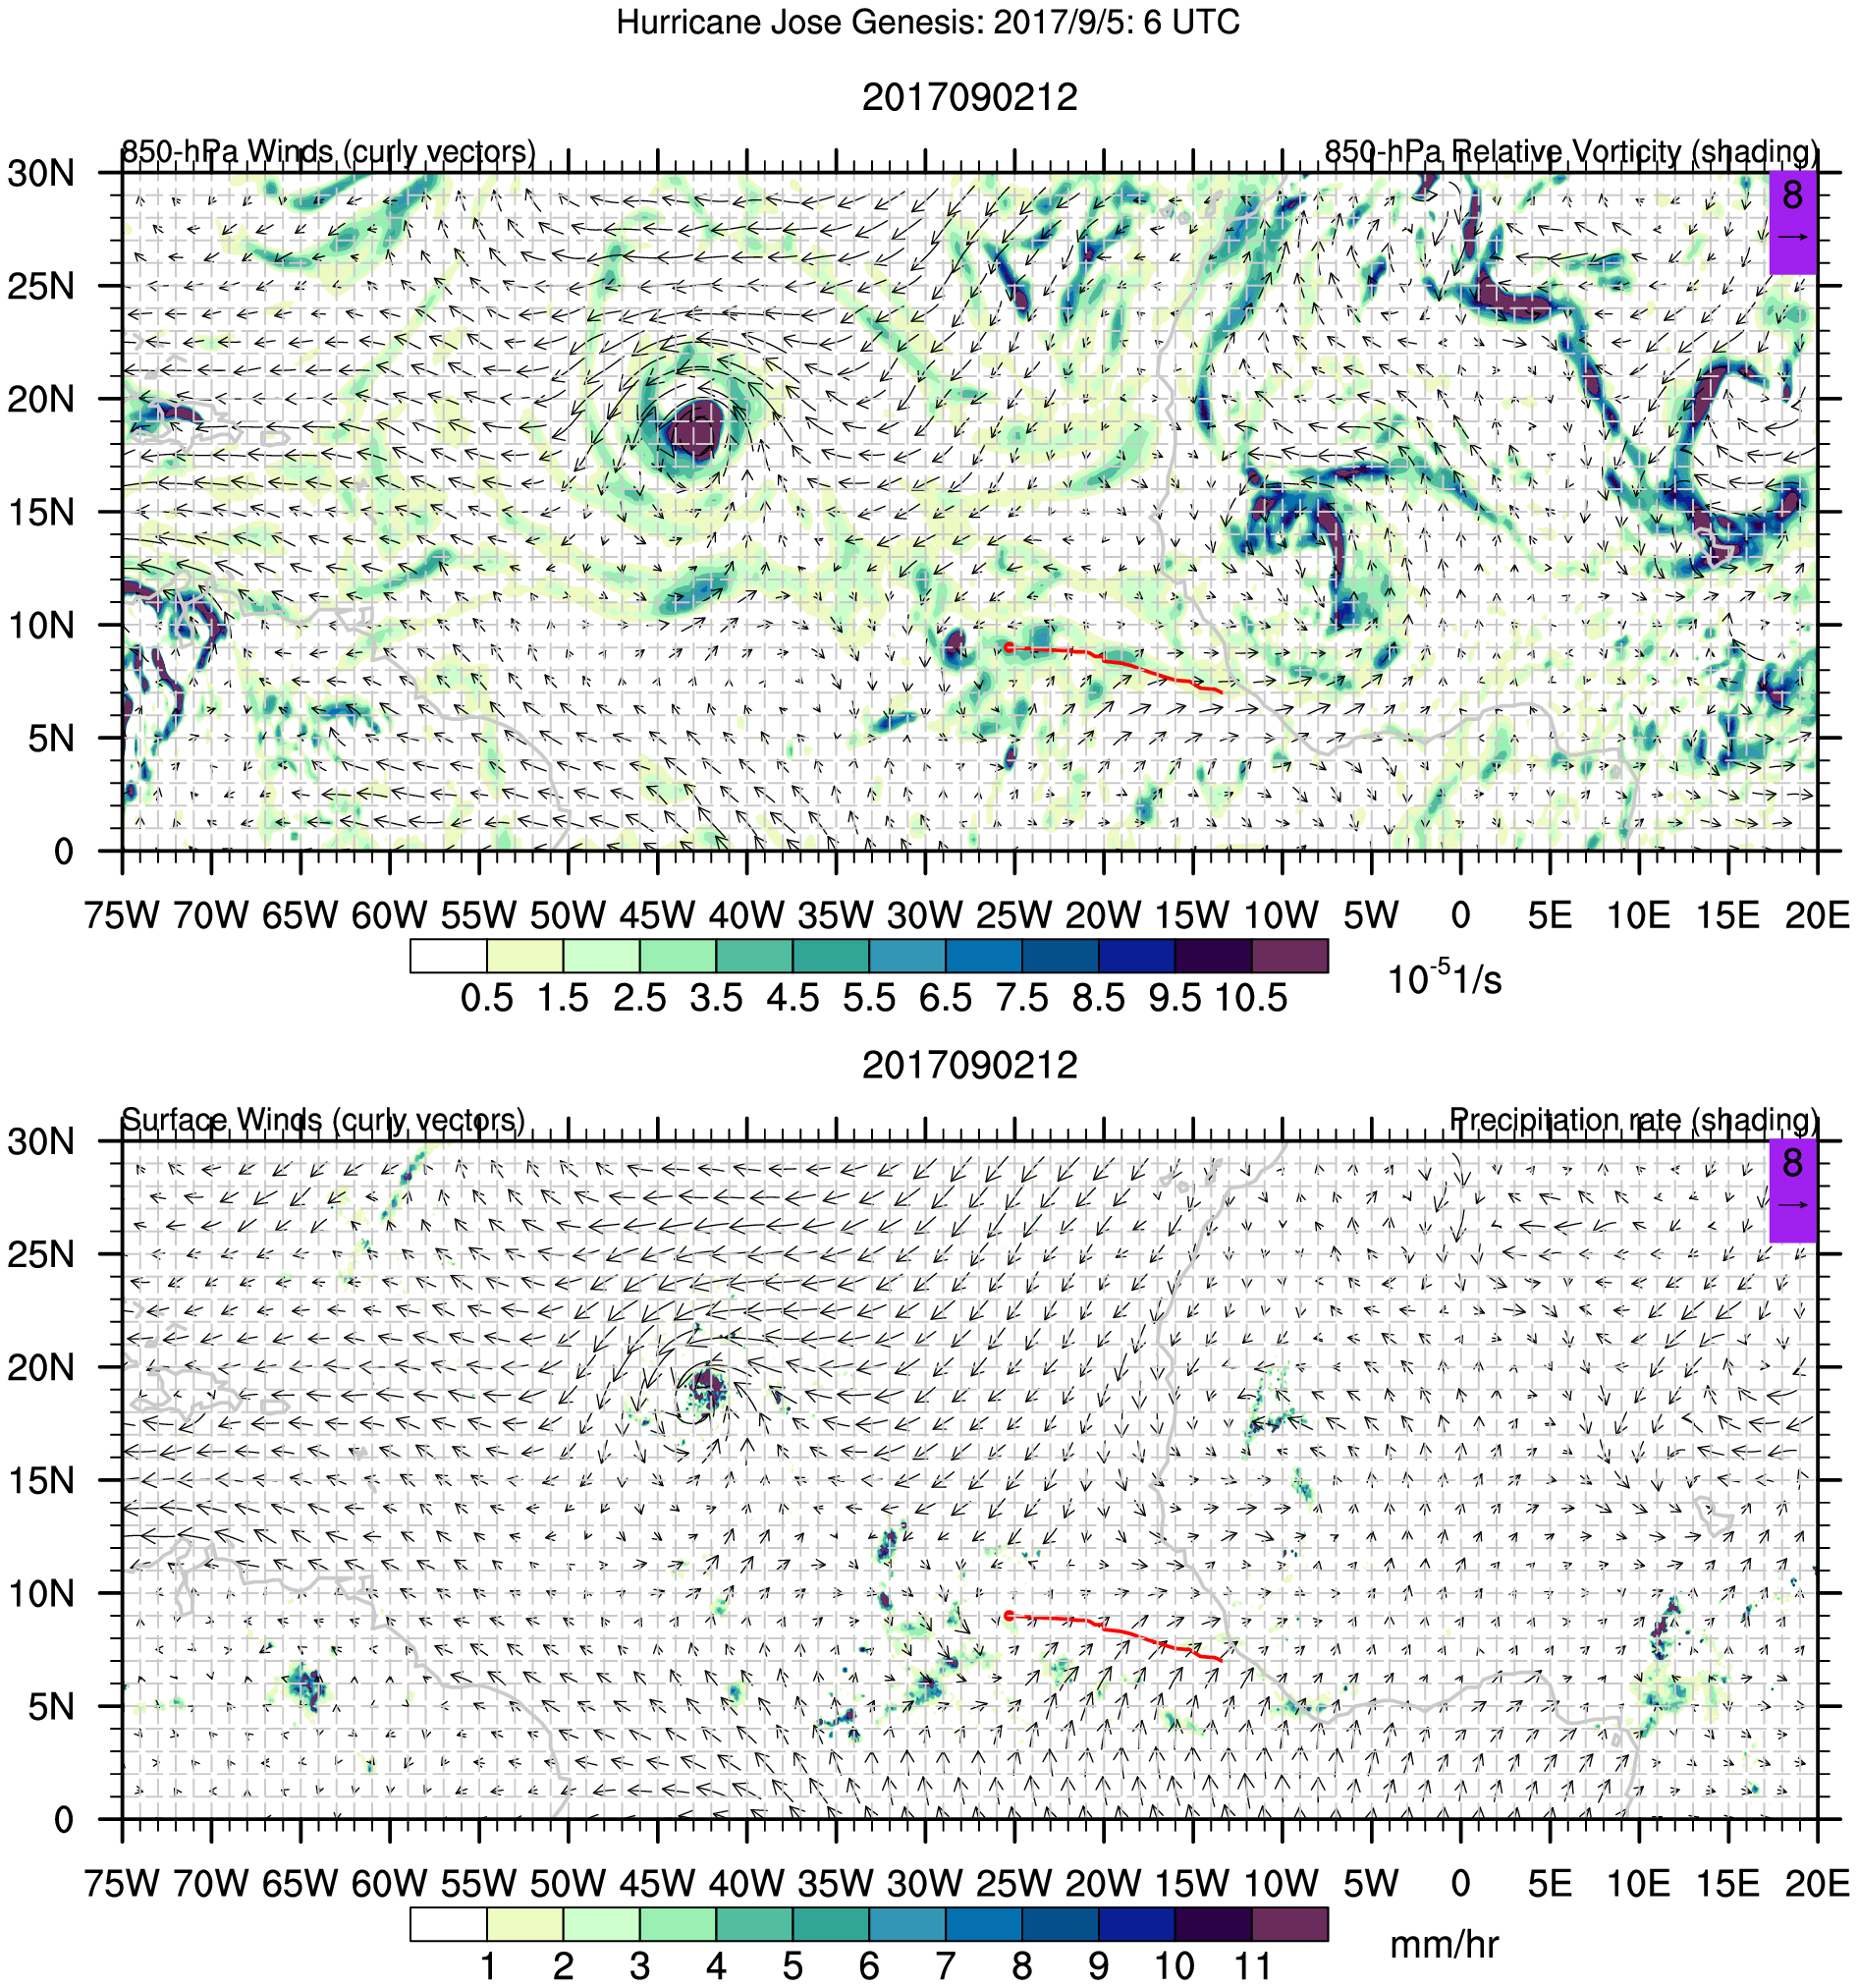 Hurricane Jose Genesis: 2017/9/5: 6 UTC
2017090212
850-hPa Winds (curly vectors) 850-hPa Relative Vorticity (shading)
30N
8
25N
20N
15N
10N
5N
0
75W 70W 65W 60W 55W 50W 45W 40W 35W 30W 25W 20W 15W 10W 5W 0 5E 10E 15E 20E
0.5 1.5 2.5 3.5 4.5 5.5 6.5 7.5 8.5 9.5 10.5
10-51/s
2017090212
Surface Winds (curly vectors) Precipitation rate (shading)
30N
8
25N
20N
15N
10N
5N
0
75W 70W 65W 60W 55W 50W 45W 40W 35W 30W 25W 20W 15W 10W 5W 0 5E 10E 15E 20E
1 2 3 4 5 6 7 8 9 10 11
mm/hr